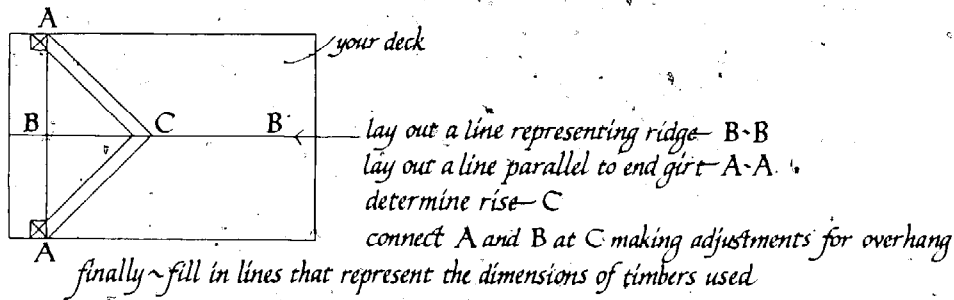 A
your deck
B C B
lay out a line representing ridge– B-B
lay out a line parallel to end girt–A-A
determine rise–C
connect A and B at C making adjustments for overhang
A
finally~fill in lines that represent the dimensions of timbers used